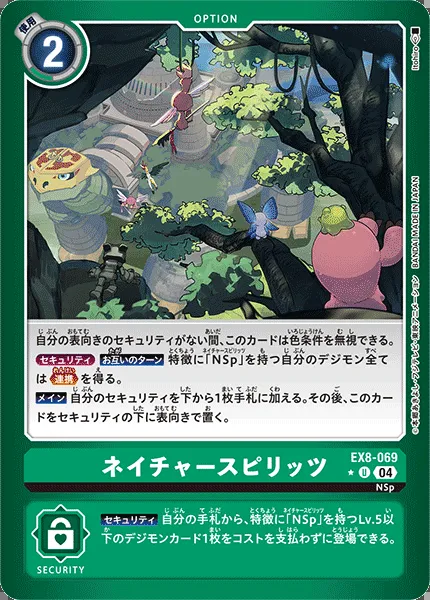 使用
2
OPTION
Itohiro
自分の表向きのセキュリティがない間、このカードは色条件を無視できる。
セキュリティ お互いのターン 特徴に「NSp」を持つ自分のデジモン全て
は≪連携≫を得る。
メイン 自分のセキュリティを下から1枚手札に加える。その後、このカー
ドをセキュリティの下に表向きで置く。
ネイチャースピリッツ
EX8-069
U 04
NSp
セキュリティ 自分の手札から、特徴に「NSp」を持つLv.5以
下のデジモンカード1枚をコストを支払わずに登場できる。
SECURITY
©本郷あきよし・フジテレビ・東映アニメーション BANDAI MADE IN JAPAN